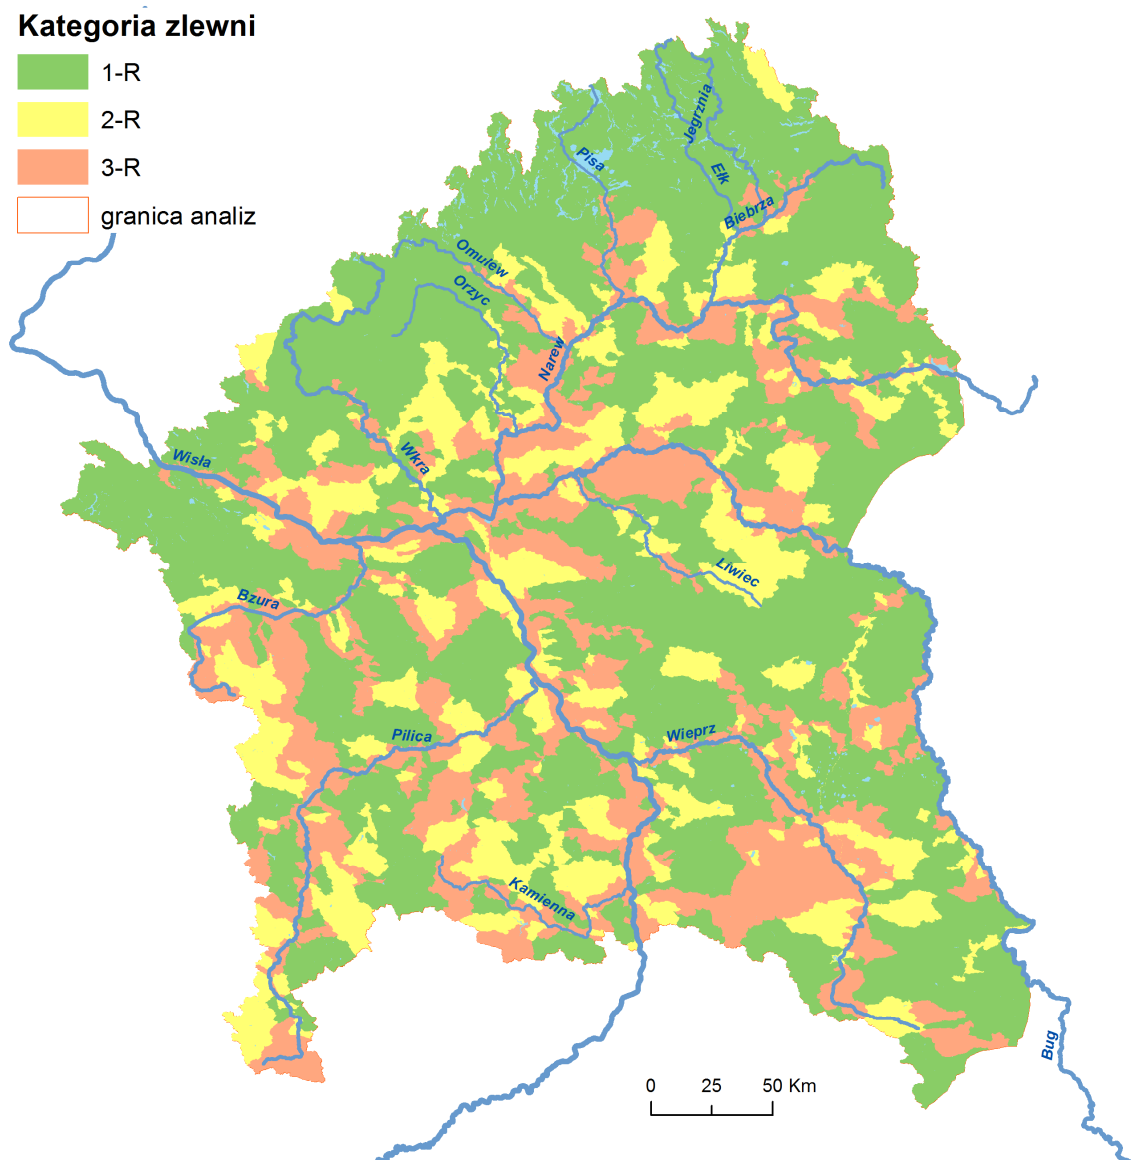 Kategoria zlewni
1-R
2-R
3-R
granica analiz
Jegrznia
Pisa
Ełk
Biebrza
Omulew
Orzyc
Narew
Wkra
Wisła
Liwiec
Bzura
Pilica
Wieprz
Kamienna
Bug
0 25 50 Km